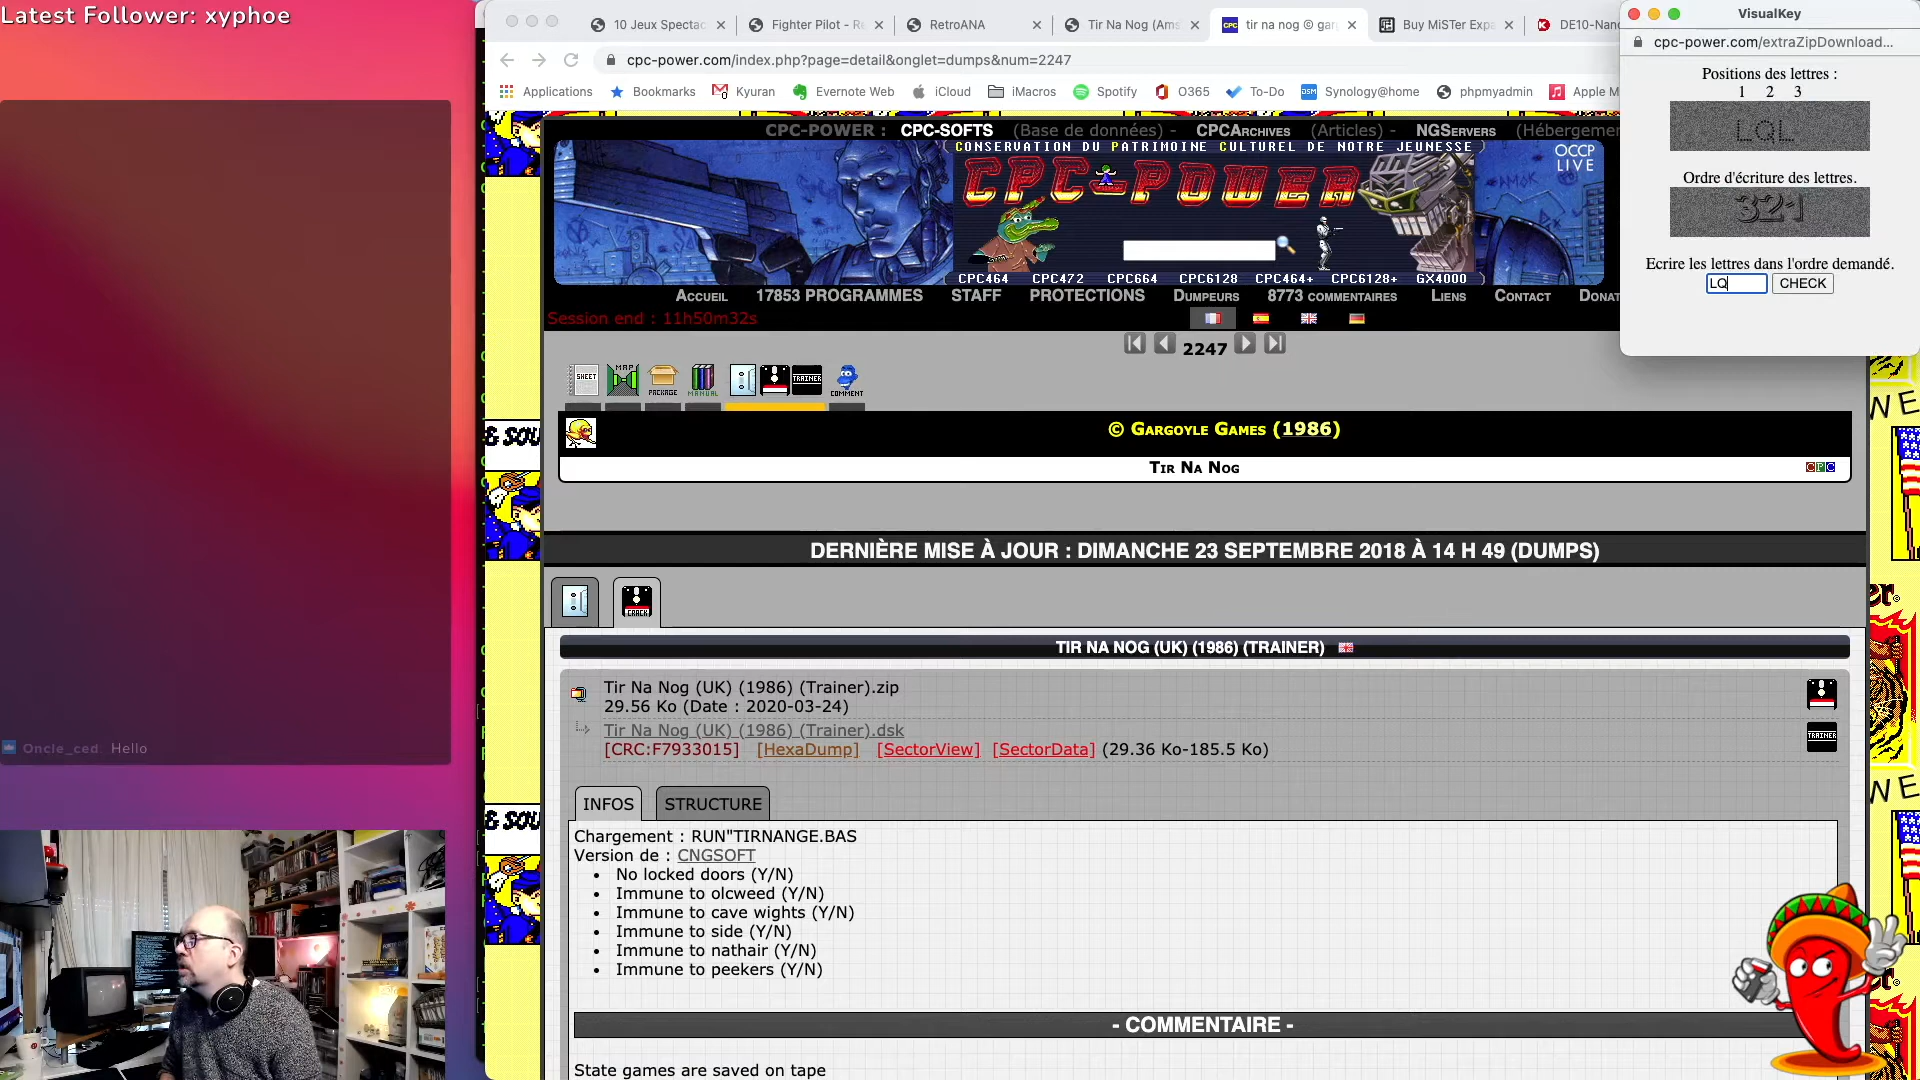 Latest Follower: xyphoe
Oncle_ced Hello
10 Jeux Spectac
Fighter Pilot - R
RetroANA
Tir Na Nog (Ams
tir na nog © garg
Buy MiSTer Expa
DE10-Nan
cpc-power.com/index.php?page=detail&onglet=dumps&num=2247
Applications
Bookmarks
Kyuran
Evernote Web
iCloud
iMacros
Spotify
O365
To-Do
Synology@home
phpmyadmin
Apple M
VisualKey
cpc-power.com/extraZipDownload...
Positions des lettres :
1 2 3
LQL
Ordre d'écriture des lettres.
321
Ecrire les lettres dans l'ordre demandé.
LQ CHECK
CPC-POWER : CPC-SOFTS (Base de données) - CPCARCHIVES (Articles) - NGSERVERS (Hébergeme
CONSERVATION DU PATRIMOINE CULTUREL DE NOTRE JEUNESSE
OCCP
LIVE
CPC-POWER
CPC464 CPC472 CPC664 CPC6128 CPC464+ CPC6128+ GX4000
ACCUEIL 17853 PROGRAMMES STAFF PROTECTIONS DUMPEURS 8773 COMMENTAIRES LIENS CONTACT DONAT
Session end : 11h50m32s
2247
SHEET MAP PACKAGE MANUAL TRAINER COMMENT
© GARGOYLE GAMES (1986)
TIR NA NOG
CPC
DERNIÈRE MISE À JOUR : DIMANCHE 23 SEPTEMBRE 2018 À 14 H 49 (DUMPS)
CRACK
TIR NA NOG (UK) (1986) (TRAINER)
Tir Na Nog (UK) (1986) (Trainer).zip
29.56 Ko (Date : 2020-03-24)
Tir Na Nog (UK) (1986) (Trainer).dsk
[CRC:F7933015] [HexaDump] [SectorView] [SectorData] (29.36 Ko-185.5 Ko)
TRAINER
INFOS STRUCTURE
Chargement : RUN"TIRNANGE.BAS
Version de : CNGSOFT
• No locked doors (Y/N)
• Immune to olcweed (Y/N)
• Immune to cave wights (Y/N)
• Immune to side (Y/N)
• Immune to nathair (Y/N)
• Immune to peekers (Y/N)
- COMMENTAIRE -
State games are saved on tape